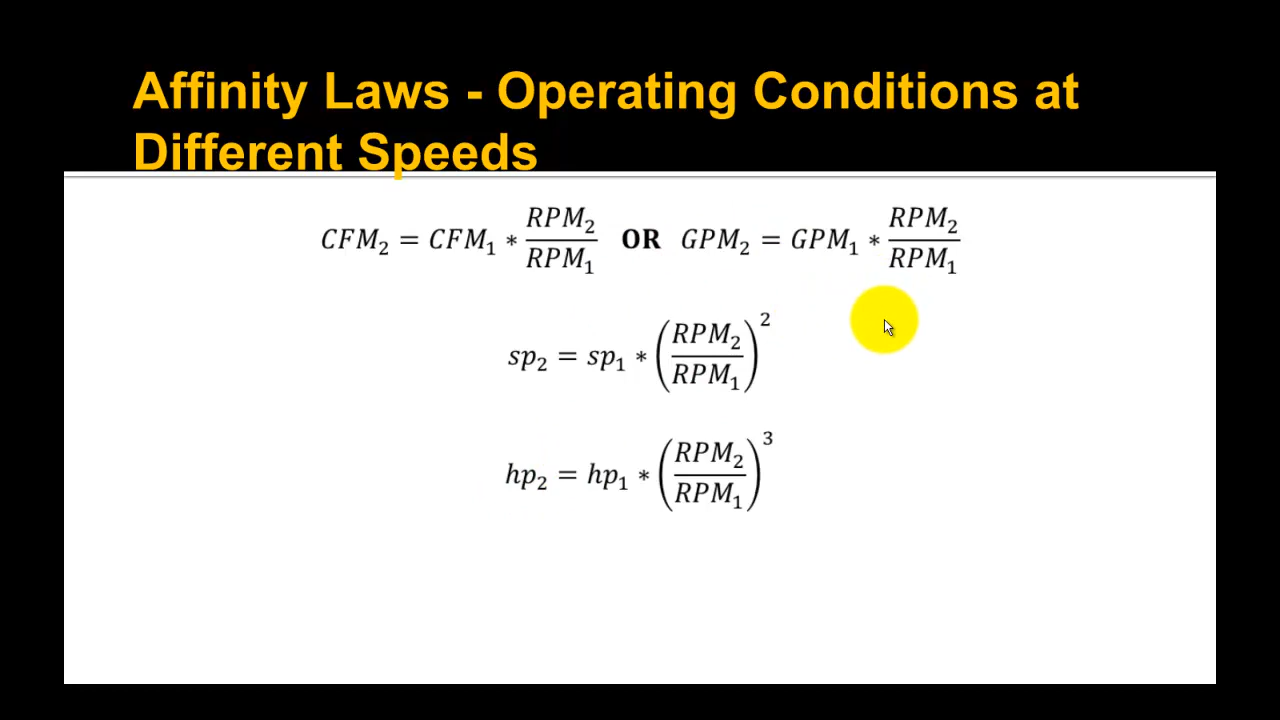 Affinity Laws - Operating Conditions at
Different Speeds
CFM₂ = CFM₁ * RPM₂/RPM₁ OR GPM₂ = GPM₁ * RPM₂/RPM₁
sp₂ = sp₁ * (RPM₂/RPM₁)²
hp₂ = hp₁ * (RPM₂/RPM₁)³